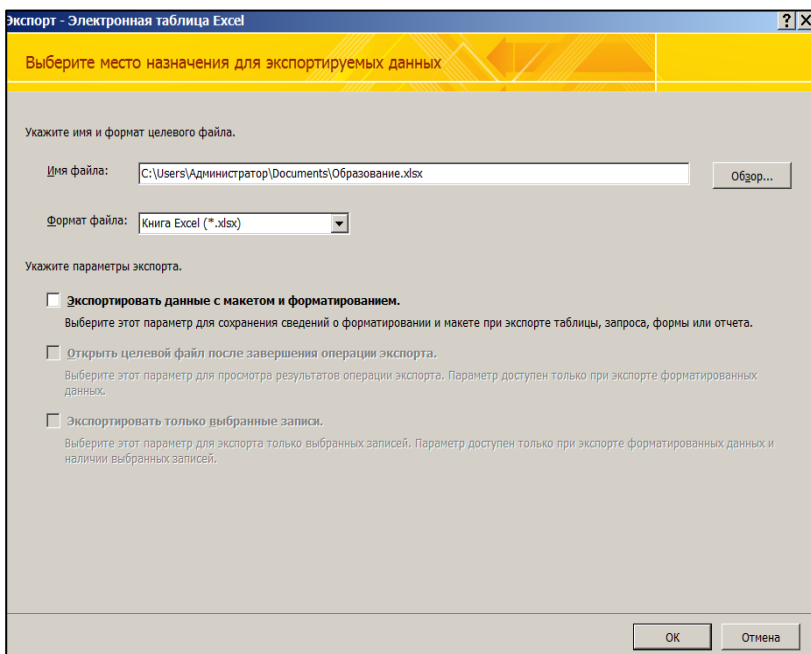 Экспорт - Электронная таблица Excel
Выберите место назначения для экспортируемых данных
Укажите имя и формат целевого файла.
Имя файла: C:\Users\Администратор\Documents\Образование.xlsx Обзор...
Формат файла: Книга Excel (*.xlsx)
Укажите параметры экспорта.
Экспортировать данные с макетом и форматированием.
Выберите этот параметр для сохранения сведений о форматировании и макете при экспорте таблицы, запроса, формы или отчета.
Открыть целевой файл после завершения операции экспорта.
Выберите этот параметр для просмотра результатов операции экспорта. Параметр доступен только при экспорте форматированных
данных.
Экспортировать только выбранные записи.
Выберите этот параметр для экспорта только выбранных записей. Параметр доступен только при экспорте форматированных данных и
наличии выбранных записей.
ОК Отмена